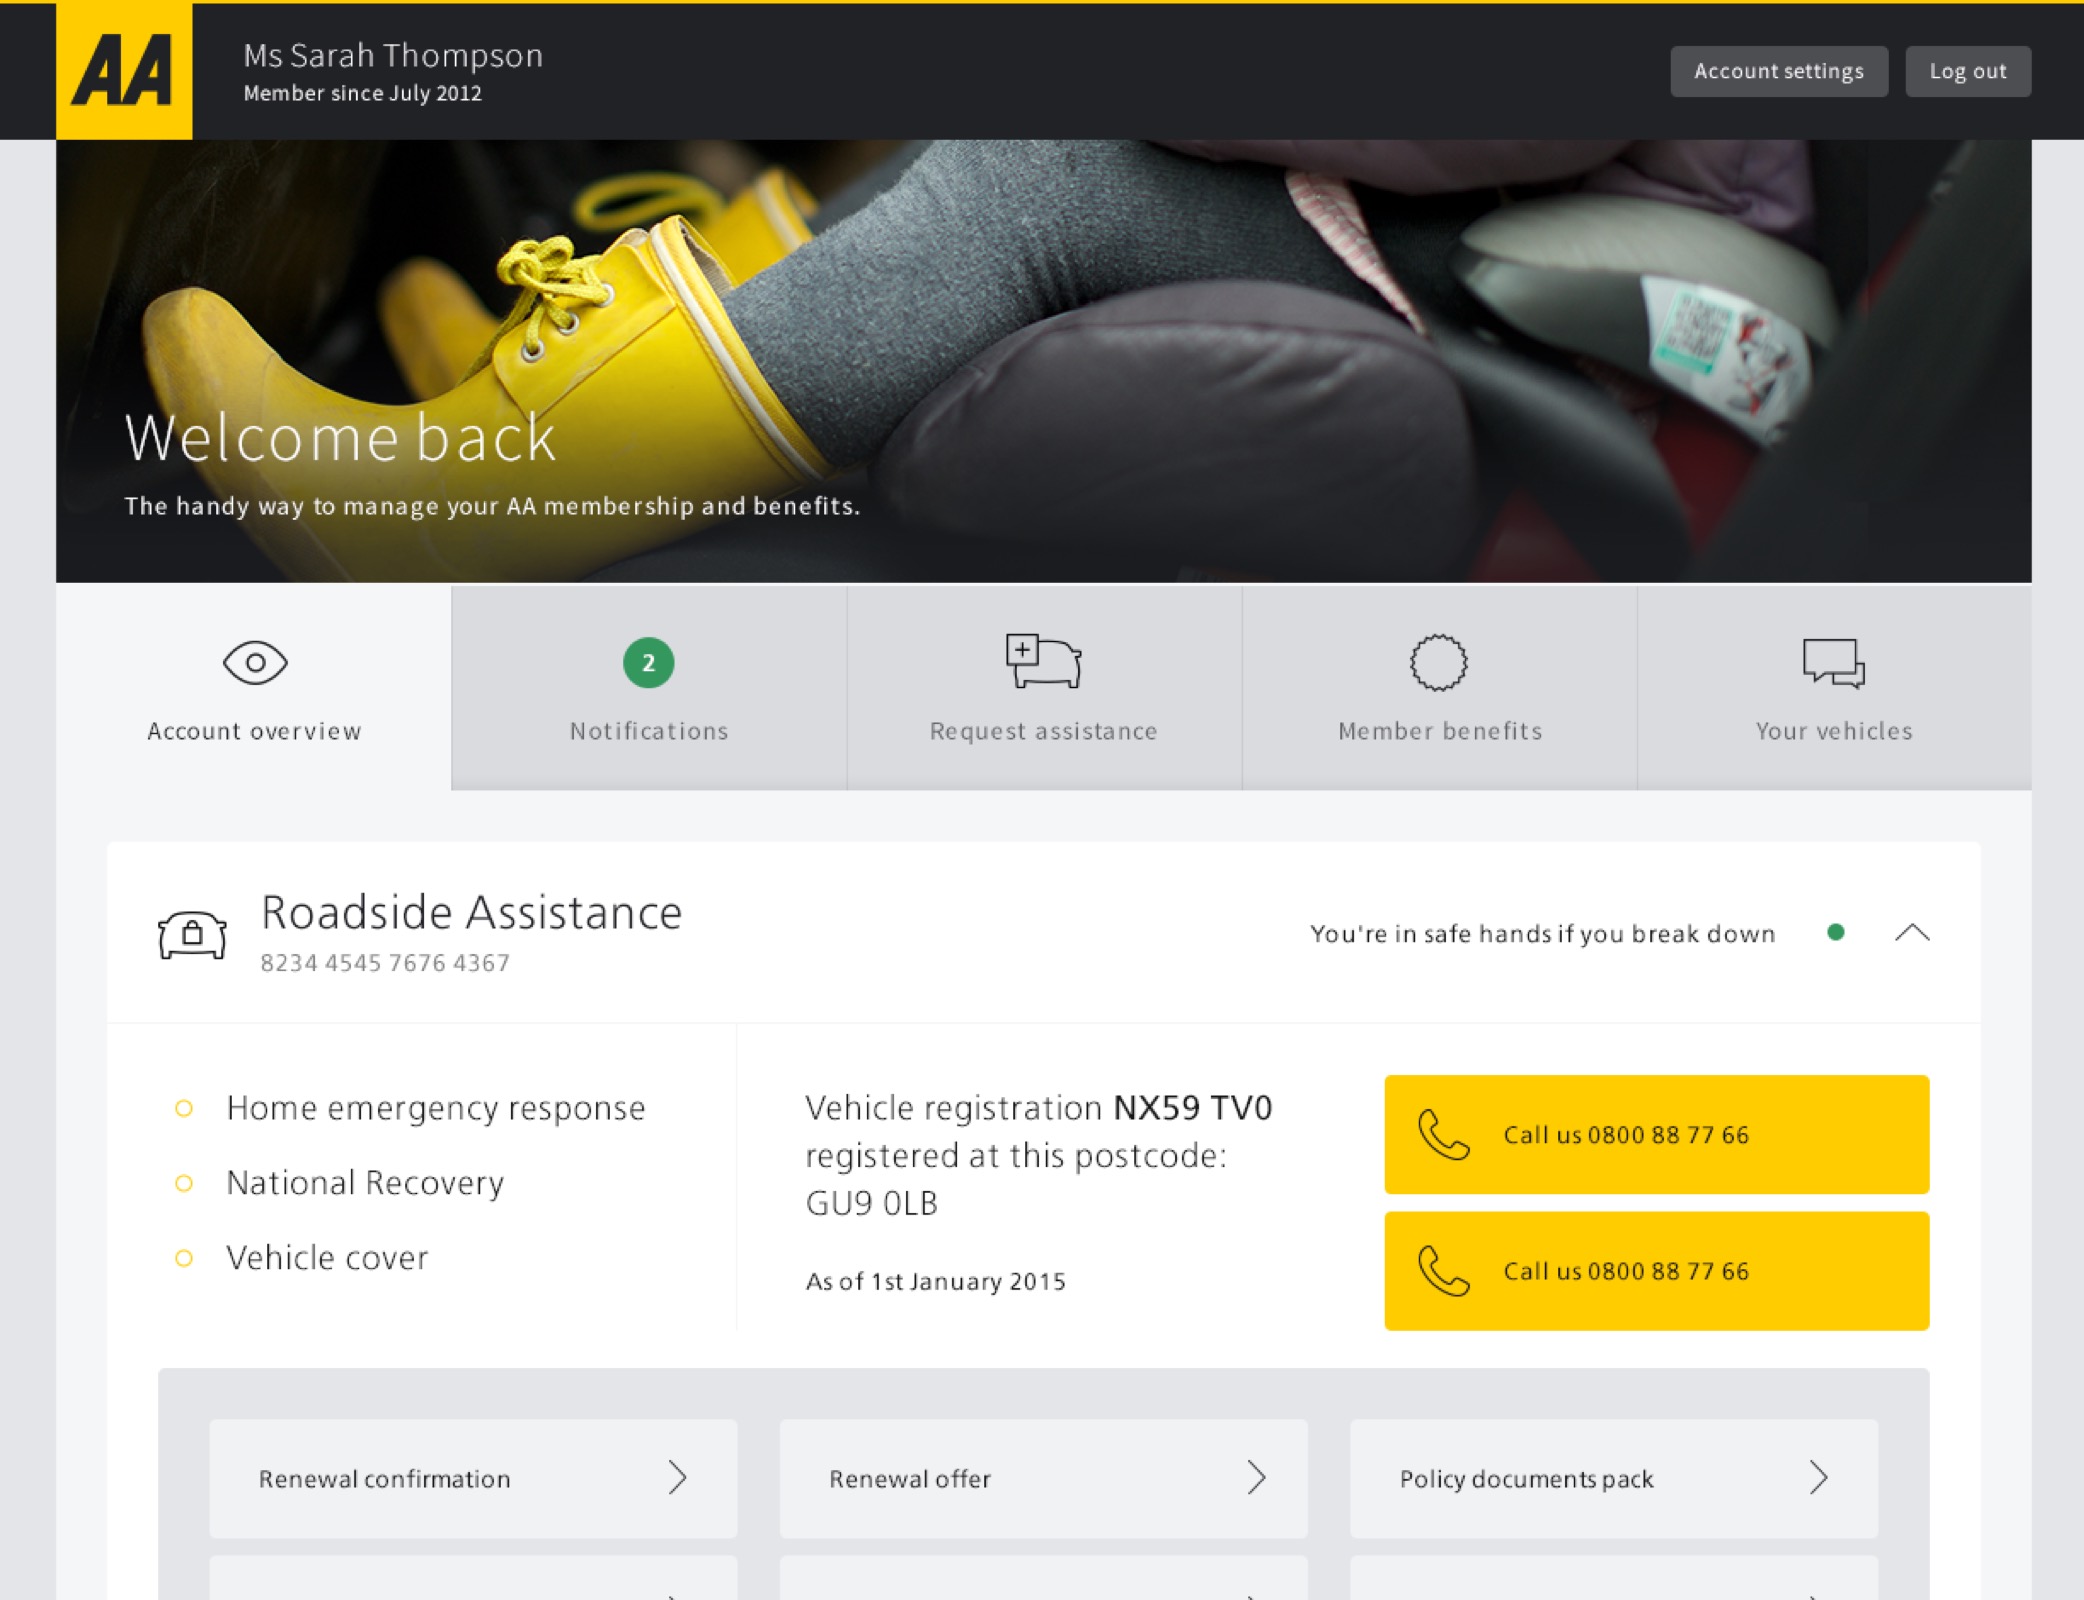 AA
Ms Sarah Thompson
Member since July 2012
Account settings
Log out
Welcome back
The handy way to manage your AA membership and benefits.
Account overview
2
Notifications
Request assistance
Member benefits
Your vehicles
Roadside Assistance
8234 4545 7676 4367
You're in safe hands if you break down
Home emergency response
National Recovery
Vehicle cover
Vehicle registration NX59 TV0
registered at this postcode:
GU9 0LB
As of 1st January 2015
Call us 0800 88 77 66
Call us 0800 88 77 66
Renewal confirmation
Renewal offer
Policy documents pack